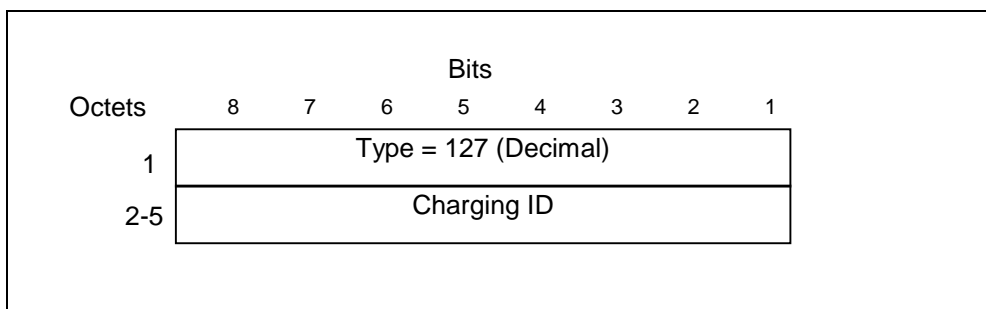 Bits
Octets 8 7 6 5 4 3 2 1
1 Type = 127 (Decimal)
2-5 Charging ID